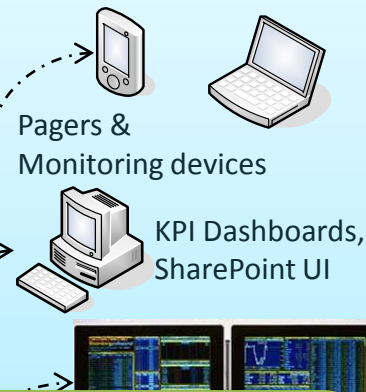 Pagers &
Monitoring devices
KPI Dashboards,
SharePoint UI